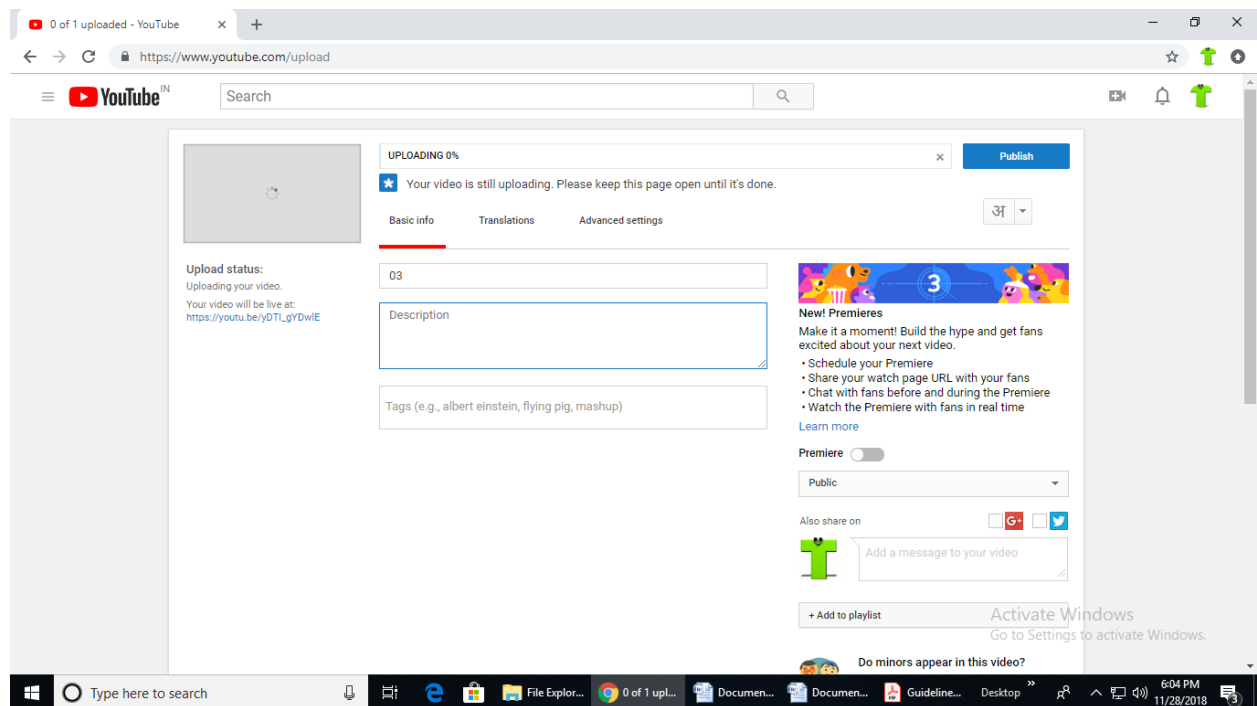 0 of 1 uploaded - YouTube
https://www.youtube.com/upload
YouTube IN
Search
UPLOADING 0%
Publish
Your video is still uploading. Please keep this page open until it's done.
Basic info
Translations
Advanced settings
अ
Upload status:
Uploading your video.
Your video will be live at:
https://youtu.be/yDTI_gYDwlE
03
Description
Tags (e.g., albert einstein, flying pig, mashup)
3
New! Premieres
Make it a moment! Build the hype and get fans
excited about your next video.
• Schedule your Premiere
• Share your watch page URL with your fans
• Chat with fans before and during the Premiere
• Watch the Premiere with fans in real time
Learn more
Premiere
Public
Also share on
G+
Add a message to your video
+ Add to playlist
Do minors appear in this video?
Activate Windows
Go to Settings to activate Windows.
Type here to search
File Explor...
0 of 1 upl...
Documen...
Documen...
Guideline...
Desktop
6:04 PM
11/28/2018
3